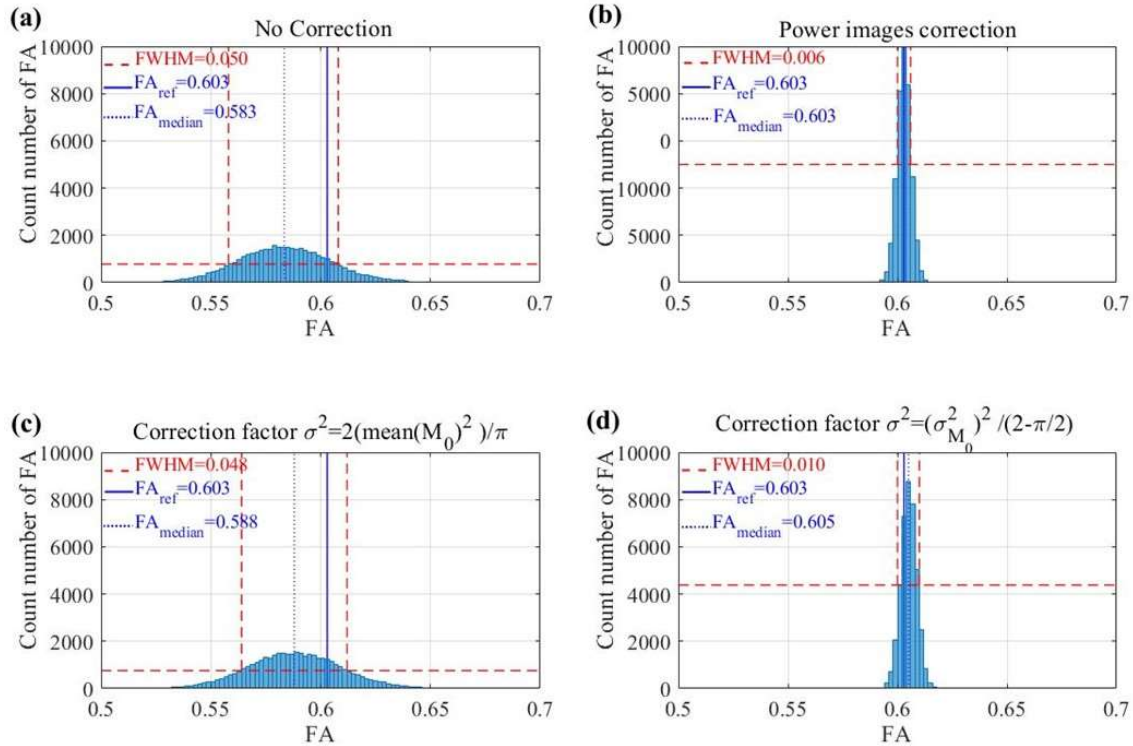 (a)
No Correction
Count number of FA
10000
8000
6000
4000
2000
0
FWHM=0.050
FA_ref=0.603
FA_median=0.583
0.5
0.55
0.6
0.65
0.7
FA
(b)
Power images correction
Count number of FA
10000
5000
0
10000
5000
0
FWHM=0.006
FA_ref=0.603
FA_median=0.603
0.5
0.55
0.6
0.65
0.7
FA
(c)
Correction factor σ²=2(mean(M₀)² )/π
Count number of FA
10000
8000
6000
4000
2000
0
FWHM=0.048
FA_ref=0.603
FA_median=0.588
0.5
0.55
0.6
0.65
0.7
FA
(d)
Correction factor σ²=(σ²_M₀)² /(2-π/2)
Count number of FA
10000
8000
6000
4000
2000
0
FWHM=0.010
FA_ref=0.603
FA_median=0.605
0.5
0.55
0.6
0.65
0.7
FA